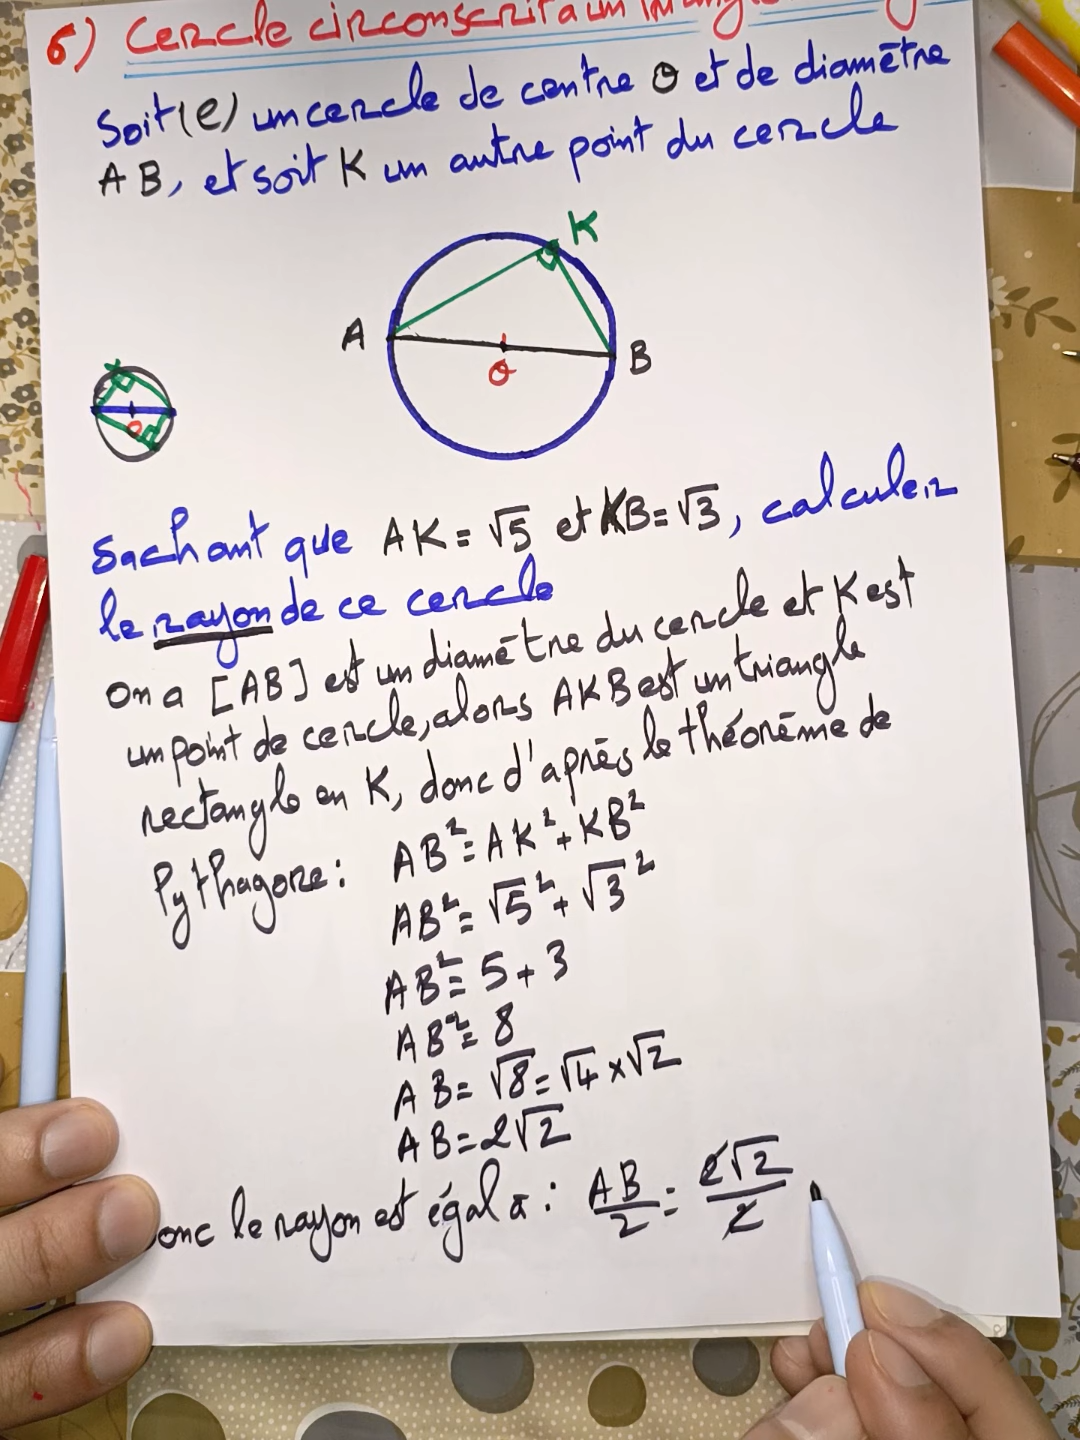 6) Cercle circonscrit à un triangle
Soit (C) un cercle de centre O et de diamètre
AB, et soit K un autre point du cercle
K
A
B
O
O
Sachant que AK = √5 et KB = √3, calculer
le rayon de ce cercle
On a [AB] est un diamètre du cercle et K est
un point de cercle, alors AKB est un triangle
rectangle en K, donc d'après le théorème de
Pythagore : AB² = AK² + KB²
AB² = √5² + √3²
AB² = 5 + 3
AB² = 8
AB = √8 = √4 × √2
AB = 2√2
onc le rayon est égal à : AB/2 = 2√2/2